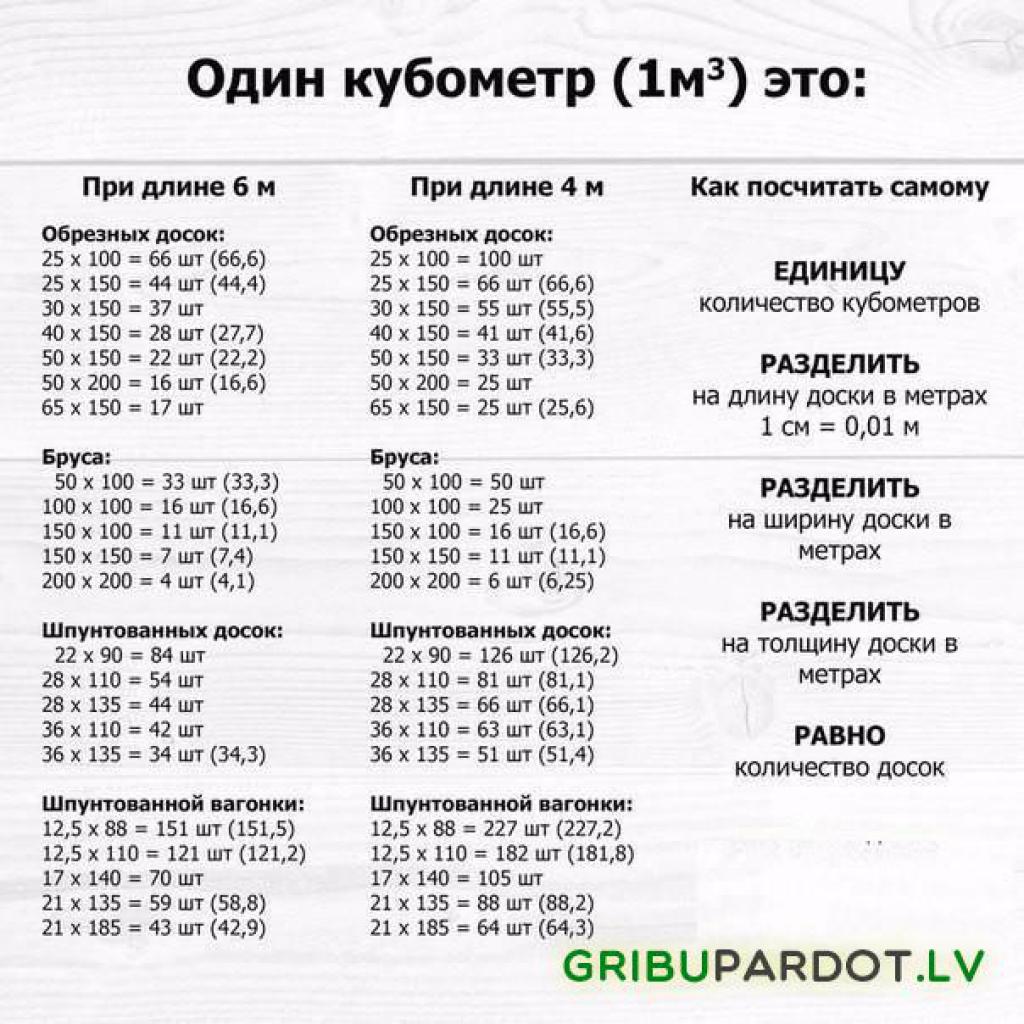 Один кубометр (1м³) это:
При длине 6 м
Обрезных досок:
25 x 100 = 66 шт (66,6)
25 x 150 = 44 шт (44,4)
30 x 150 = 37 шт
40 x 150 = 28 шт (27,7)
50 x 150 = 22 шт (22,2)
50 x 200 = 16 шт (16,6)
65 x 150 = 17 шт
Бруса:
50 x 100 = 33 шт (33,3)
100 x 100 = 16 шт (16,6)
150 x 100 = 11 шт (11,1)
150 x 150 = 7 шт (7,4)
200 x 200 = 4 шт (4,1)
Шпунтованных досок:
22 x 90 = 84 шт
28 x 110 = 54 шт
28 x 135 = 44 шт
36 x 110 = 42 шт
36 x 135 = 34 шт (34,3)
Шпунтованной вагонки:
12,5 x 88 = 151 шт (151,5)
12,5 x 110 = 121 шт (121,2)
17 x 140 = 70 шт
21 x 135 = 59 шт (58,8)
21 x 185 = 43 шт (42,9)
При длине 4 м
Обрезных досок:
25 x 100 = 100 шт
25 x 150 = 66 шт (66,6)
30 x 150 = 55 шт (55,5)
40 x 150 = 41 шт (41,6)
50 x 150 = 33 шт (33,3)
50 x 200 = 25 шт
65 x 150 = 25 шт (25,6)
Бруса:
50 x 100 = 50 шт
100 x 100 = 25 шт
150 x 100 = 16 шт (16,6)
150 x 150 = 11 шт (11,1)
200 x 200 = 6 шт (6,25)
Шпунтованных досок:
22 x 90 = 126 шт (126,2)
28 x 110 = 81 шт (81,1)
28 x 135 = 66 шт (66,1)
36 x 110 = 63 шт (63,1)
36 x 135 = 51 шт (51,4)
Шпунтованной вагонки:
12,5 x 88 = 227 шт (227,2)
12,5 x 110 = 182 шт (181,8)
17 x 140 = 105 шт
21 x 135 = 88 шт (88,2)
21 x 185 = 64 шт (64,3)
Как посчитать самому
ЕДИНИЦУ
количество кубометров
РАЗДЕЛИТЬ
на длину доски в метрах
1 см = 0,01 м
РАЗДЕЛИТЬ
на ширину доски в
метрах
РАЗДЕЛИТЬ
на толщину доски в
метрах
РАВНО
количество досок
GRIBUPARDOT.LV